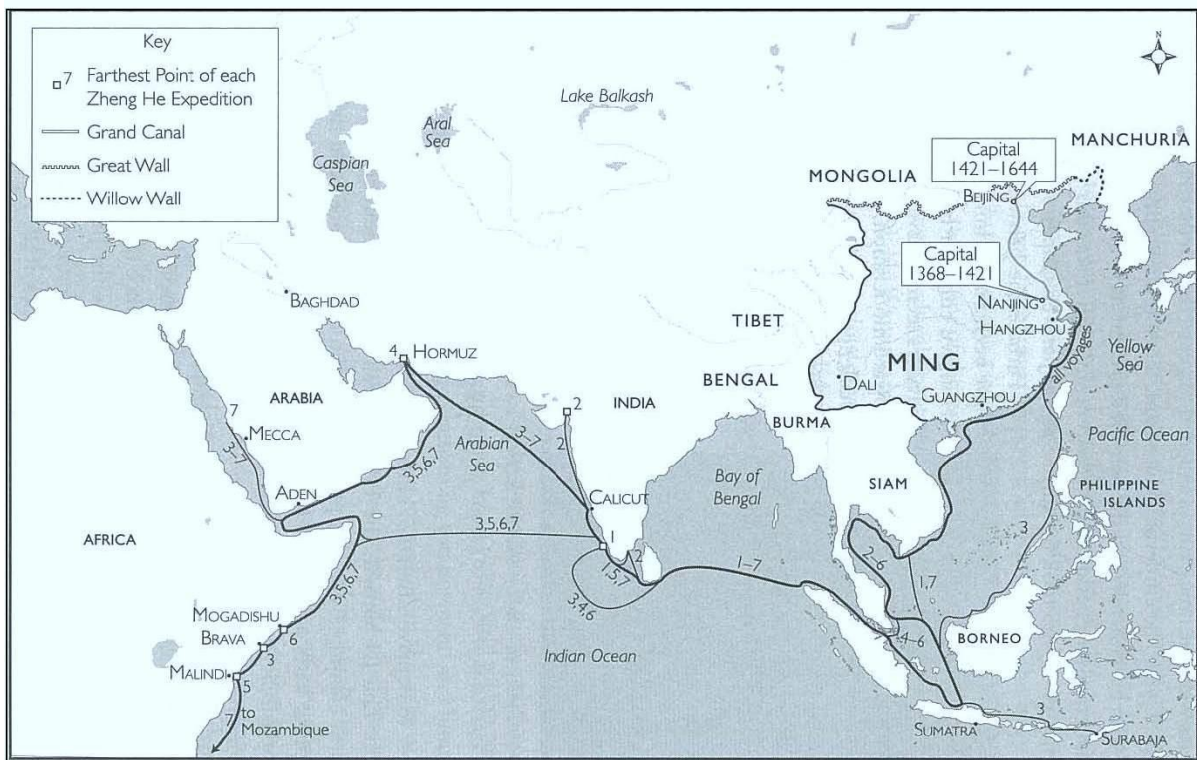 Key
7 Farthest Point of each
Zheng He Expedition
Grand Canal
Great Wall
Willow Wall
N
Lake Balkash
Aral
Sea
Caspian
Sea
MANCHURIA
Capital
1421–1644
MONGOLIA
BEIJING
Capital
1368–1421
NANJING
HANGZHOU
BAGHDAD
TIBET
MING
Yellow
Sea
all voyages
4 HORMUZ
BENGAL
DALI
GUANGZHOU
ARABIA
INDIA
BURMA
2
2
7
MECCA
3–7
3–7
Arabian
Sea
Pacific Ocean
3,5,6,7
Bay of
Bengal
SIAM
PHILIPPINE
ISLANDS
ADEN
CALICUT
AFRICA
3,5,6,7
1
2
3
2–6
1–7
1,5,7
1,7
3,5,6,7
3,4,6
MOGADISHU
6
BRAVA
3
4–6
BORNEO
Indian Ocean
MALINDI
5
7
to
Mozambique
3
SUMATRA
SURABAJA